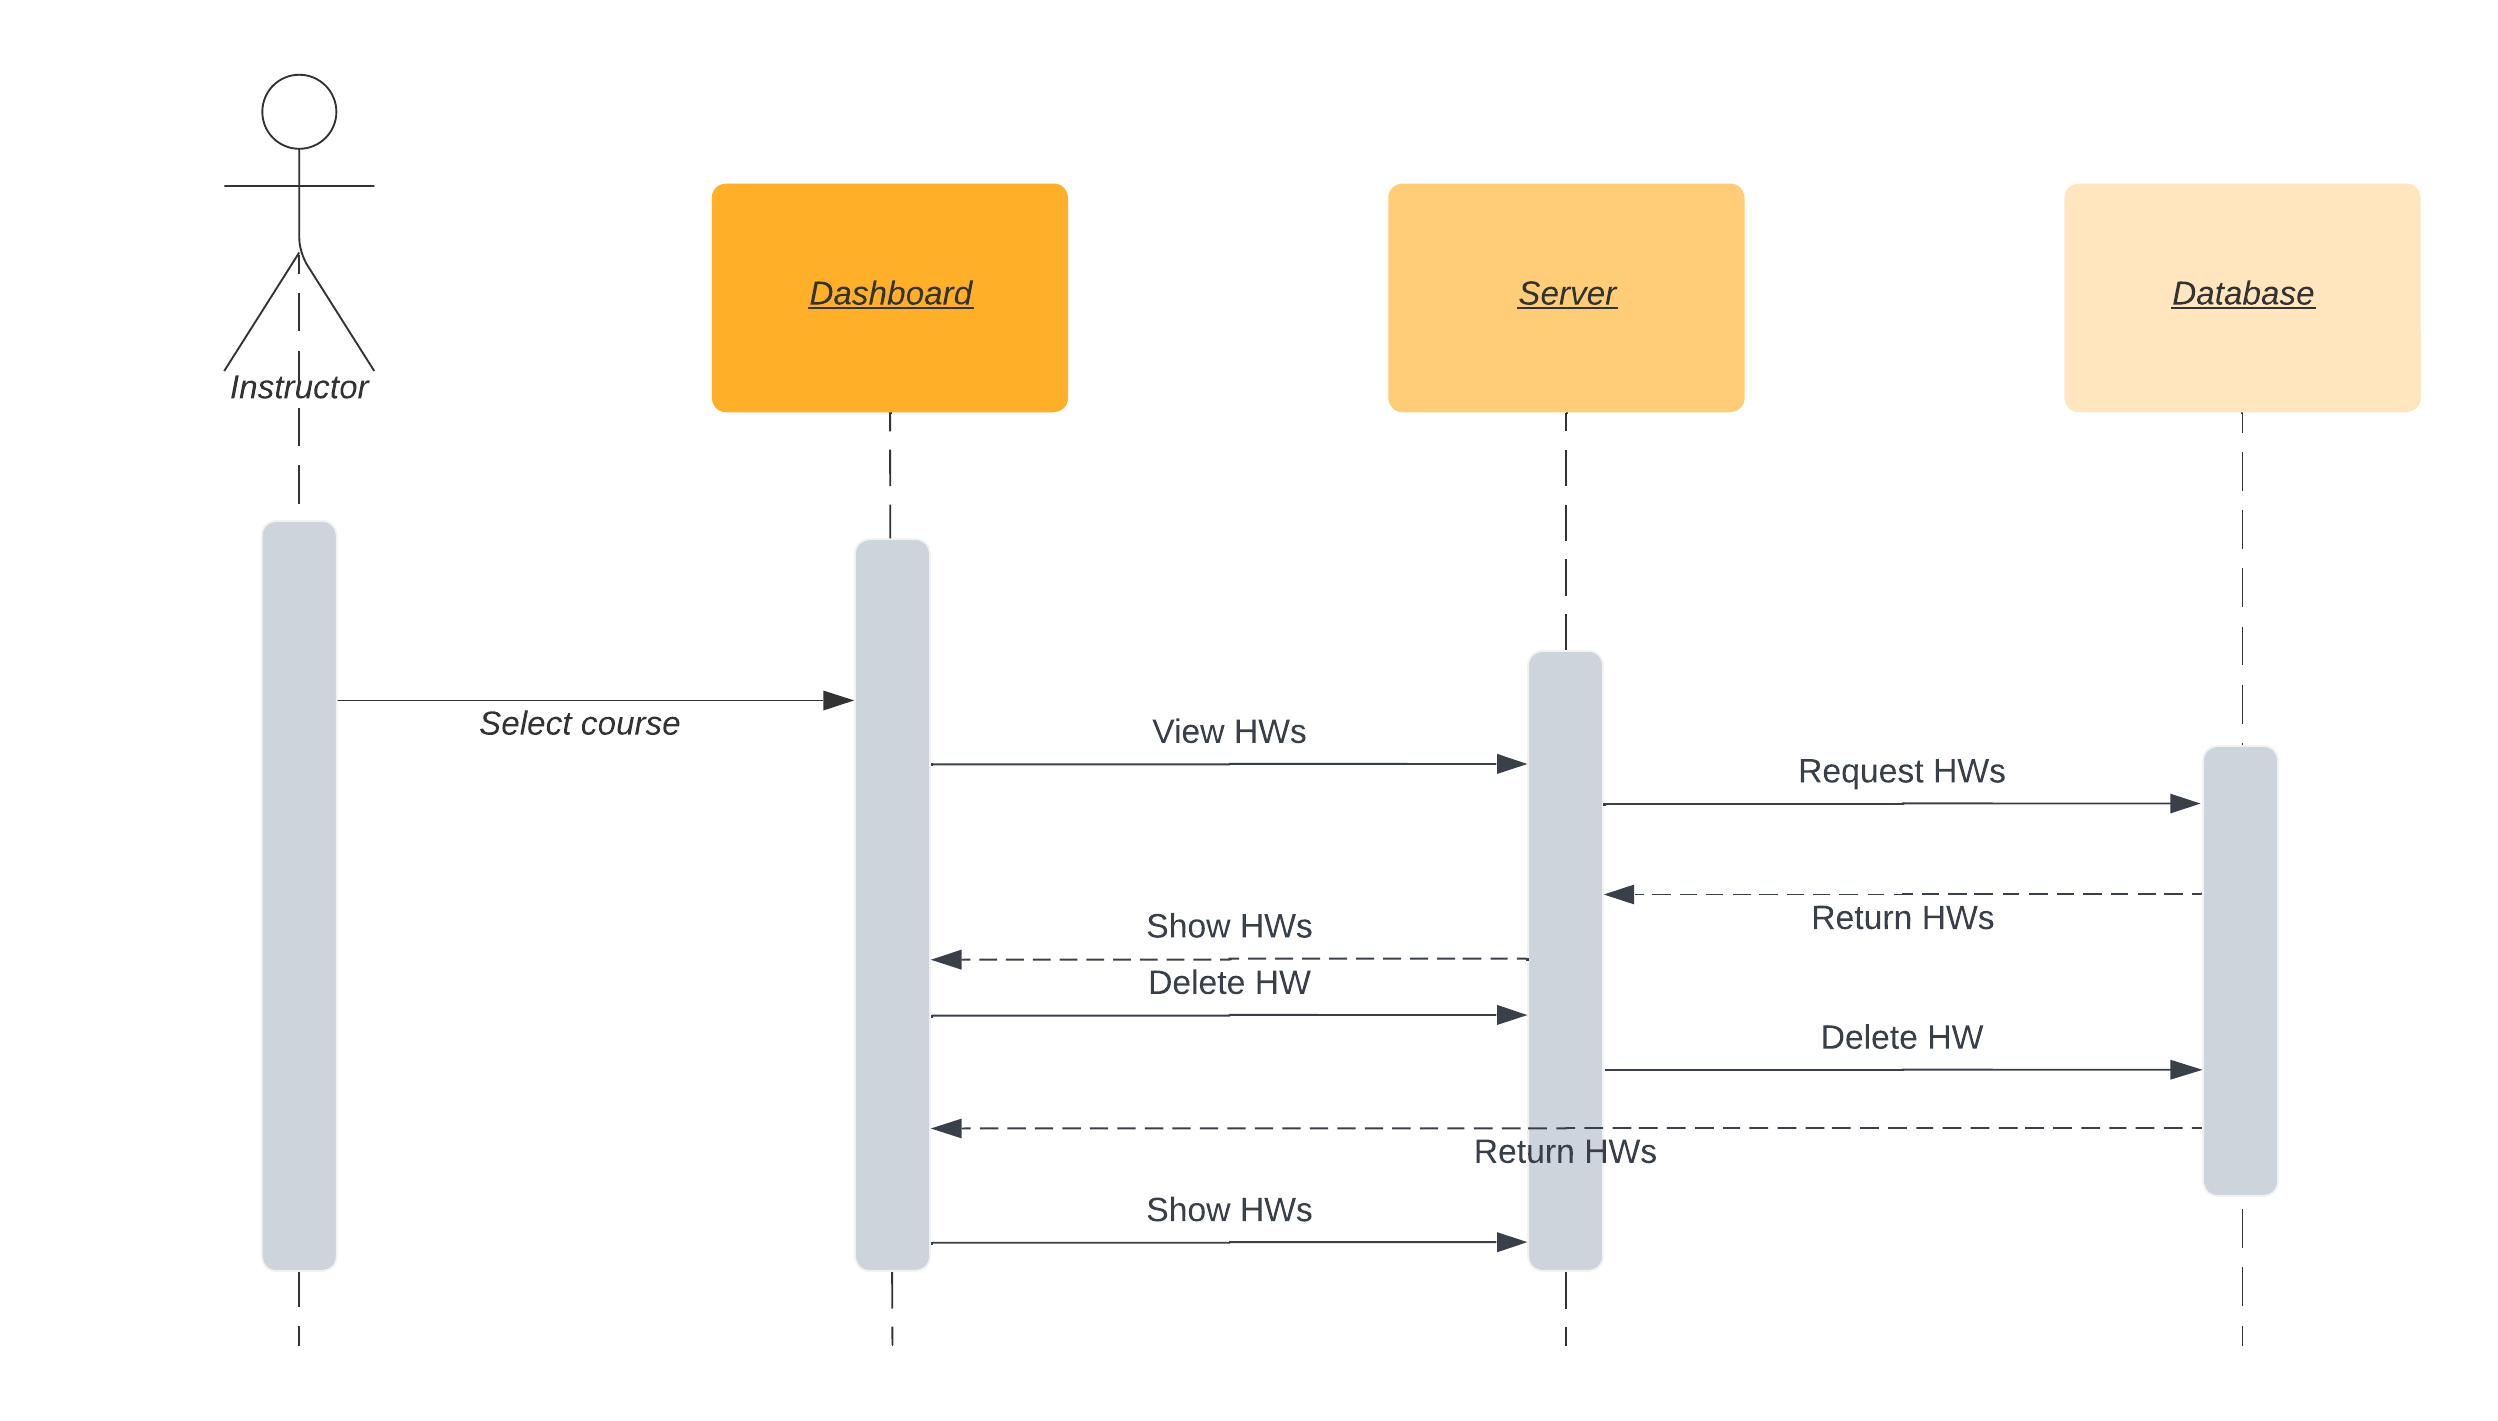 Dashboard
Server
Database
Instructor
Select course
View HWs
Request HWs
Return HWs
Show HWs
Delete HW
Delete HW
Return HWs
Show HWs